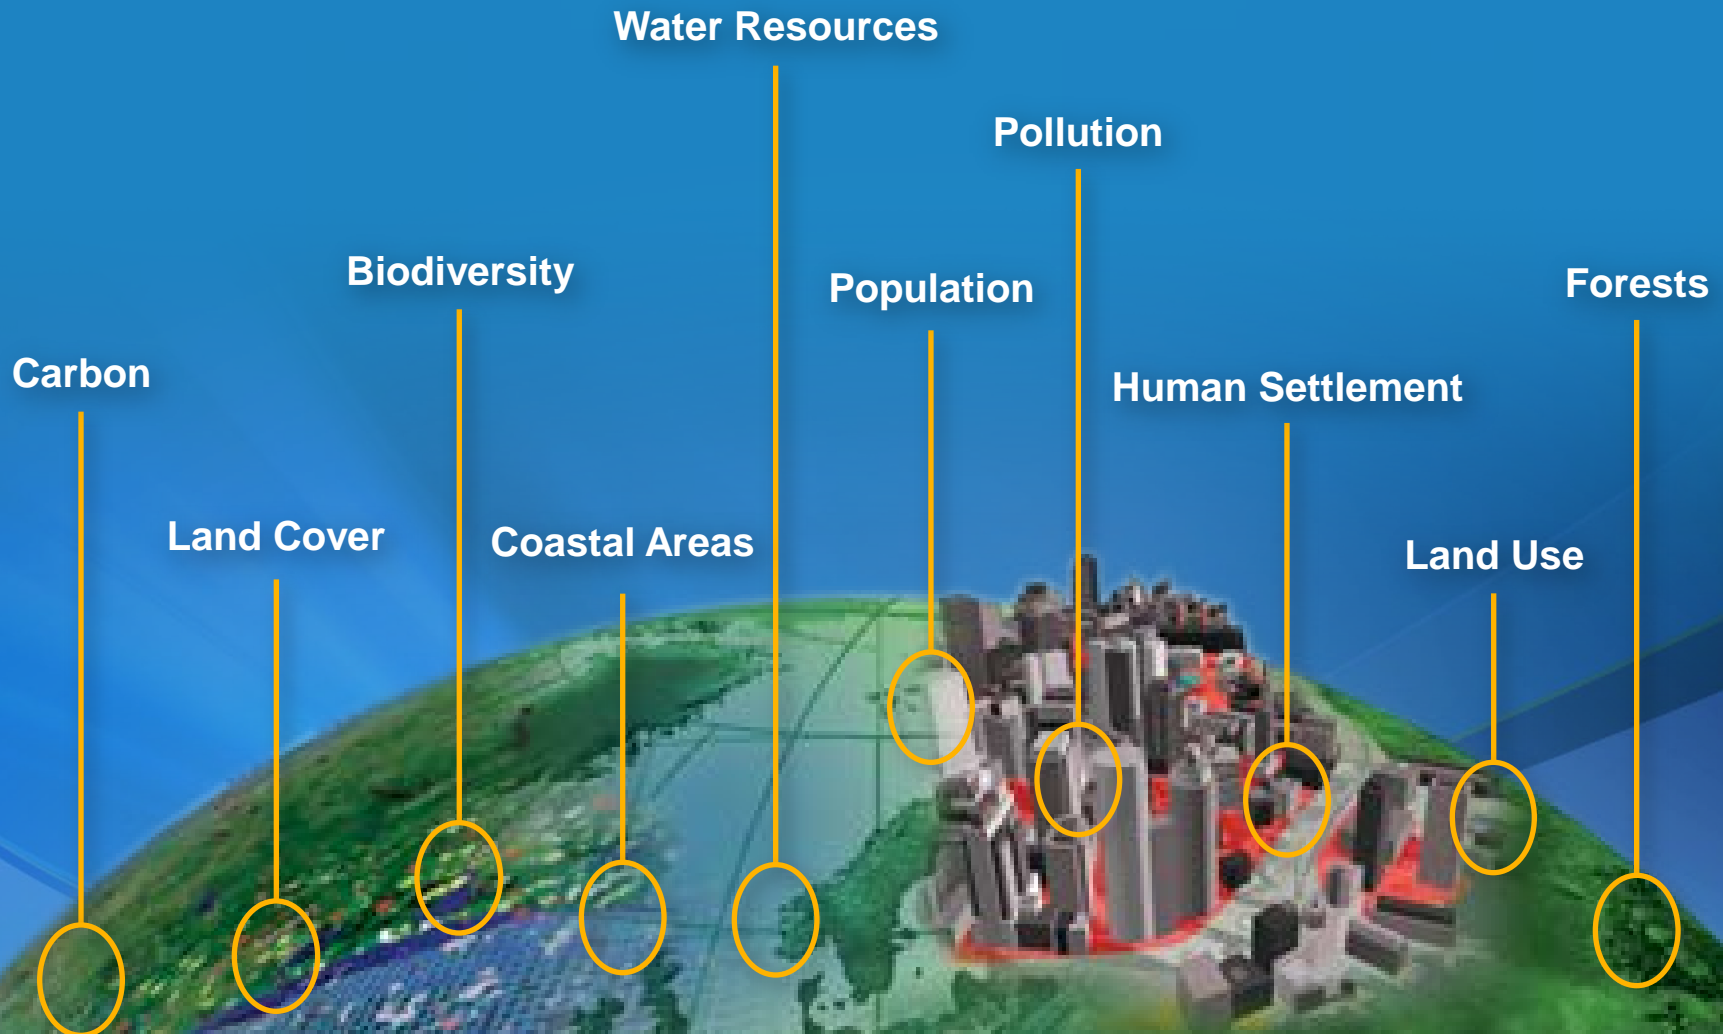 Water Resources
Pollution
Biodiversity
Population
Forests
Carbon
Human Settlement
Land Cover
Coastal Areas
Land Use